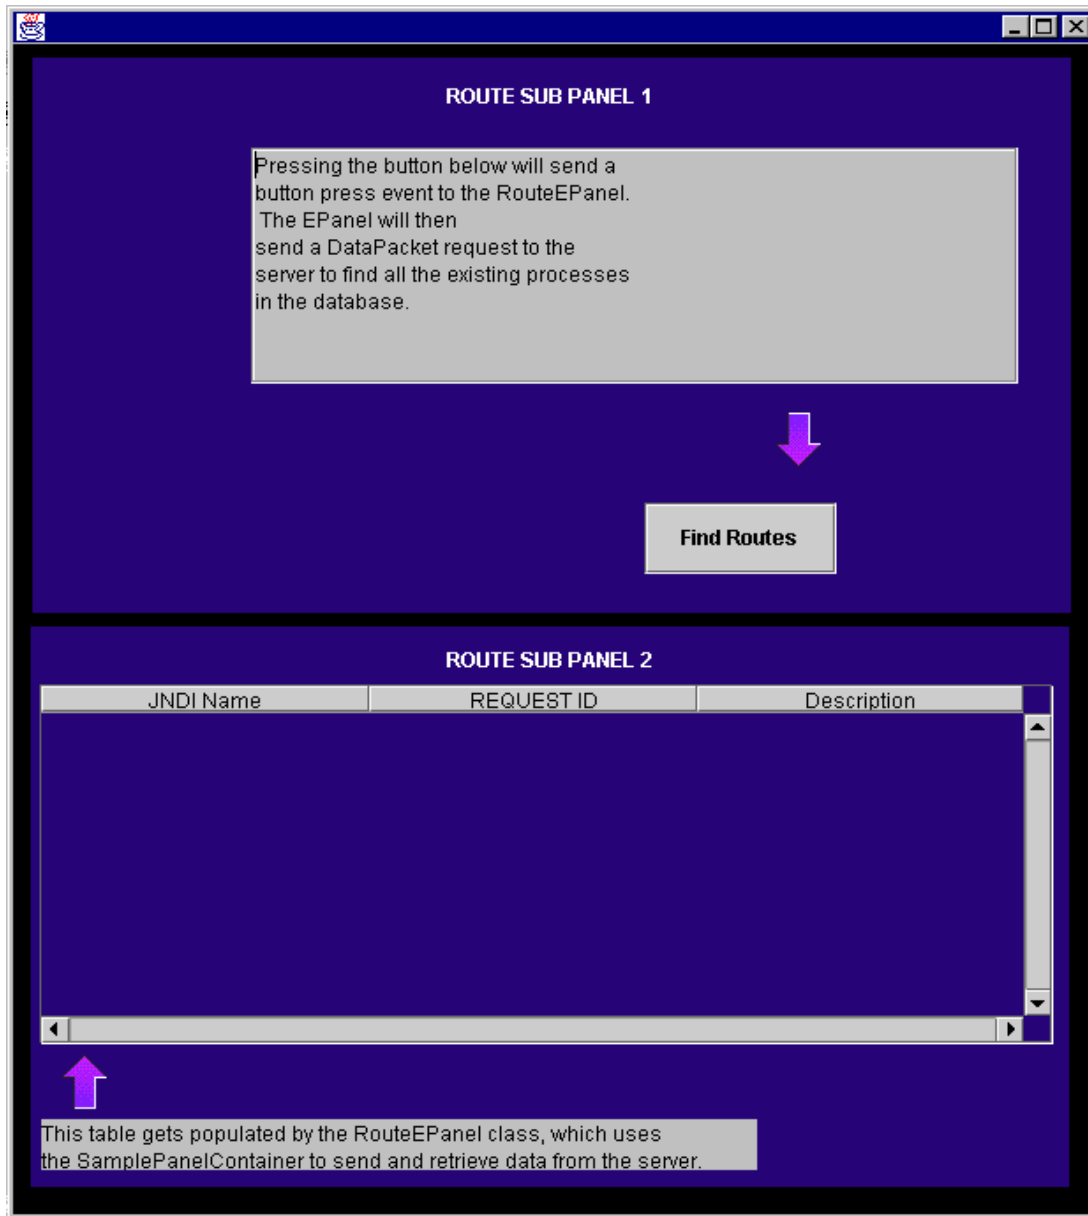 ROUTE SUB PANEL 1
Pressing the button below will send a
button press event to the RouteEPanel.
The EPanel will then
send a DataPacket request to the
server to find all the existing processes
in the database.
Find Routes
ROUTE SUB PANEL 2
JNDI Name REQUEST ID Description
This table gets populated by the RouteEPanel class, which uses
the SamplePanelContainer to send and retrieve data from the server.